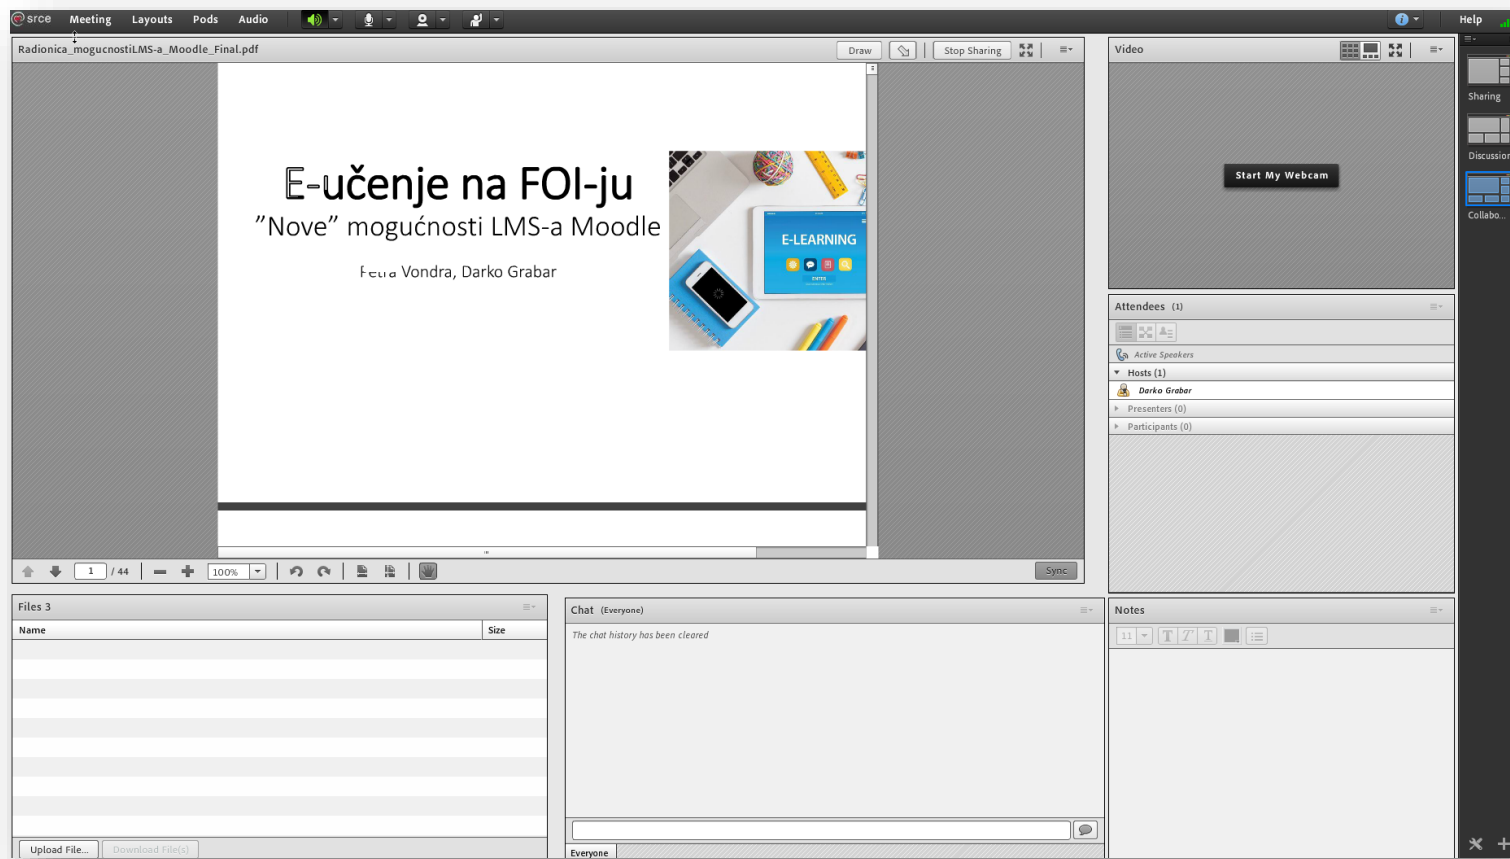 srce Meeting Layouts Pods Audio Help
Radionica_mogucnostiLMS-a_Moodle_Final.pdf Draw Stop Sharing
E-učenje na FOI-ju
”Nove” mogućnosti LMS-a Moodle
Petra Vondra, Darko Grabar
E-LEARNING
1 / 44 100% Sync
Video
Start My Webcam
Attendees (1)
Active Speakers
Hosts (1)
Darko Grabar
Presenters (0)
Participants (0)
Sharing
Discussion
Collabo...
Files 3
Name Size
Upload File... Download File(s)
Chat (Everyone)
The chat history has been cleared
Everyone
Notes
11 T T T